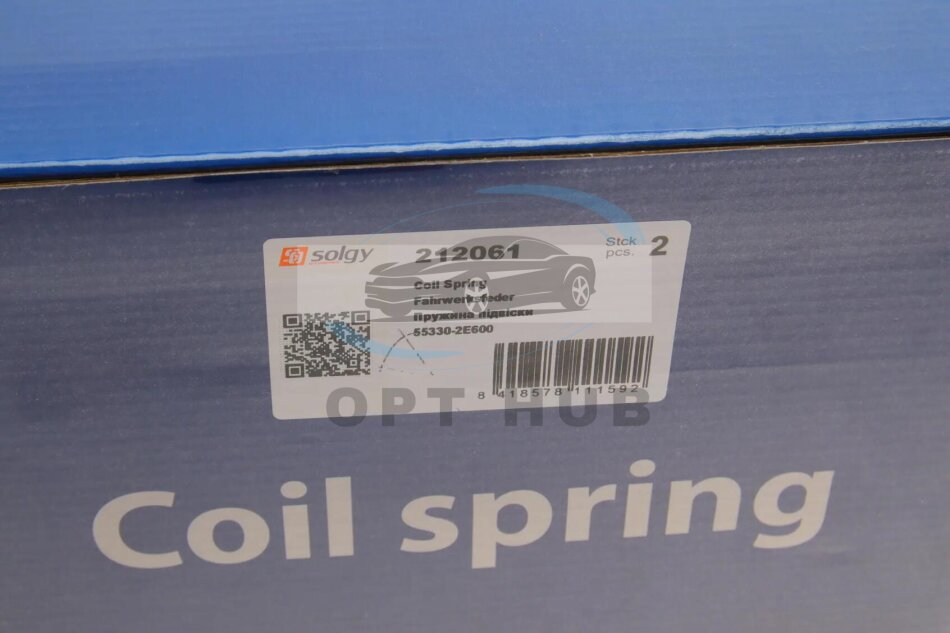 solgy 212061 Stck pcs. 2
Coil Spring
Fahrwerksfeder
Пружина підвіски
55330-2E600
8 418578 111592
OPT HUB
Coil spring